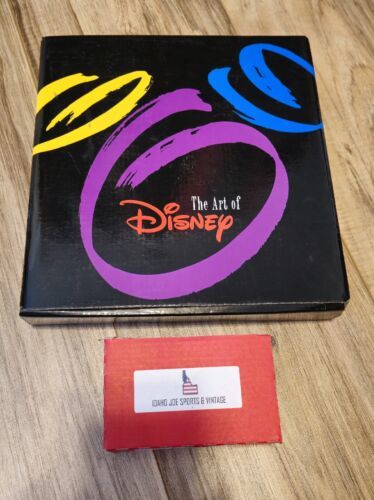 The Art of
Disney
IDAHO JOE SPORTS & VINTAGE